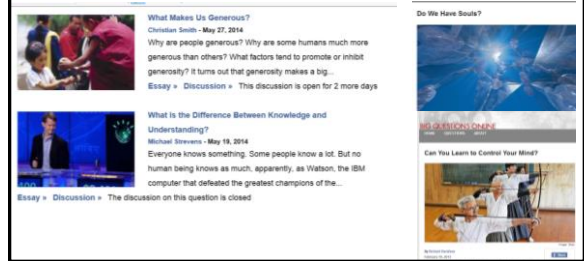 What Makes Us Generous?
Christian Smith - May 27, 2014
Why are people generous? Why are some humans much more
generous than others? What factors tend to promote or inhibit
generosity? It turns out that generosity makes a big...
Essay » Discussion » This discussion is open for 2 more days
What Is the Difference Between Knowledge and
Understanding?
Michael Strevens - May 19, 2014
Everyone knows something. Some people know a lot. But no
human being knows as much, apparently, as Watson, the IBM
computer that defeated the greatest champions of the...
Essay » Discussion » The discussion on this question is closed
Do We Have Souls?
BIG QUESTIONS ONLINE
HOME QUESTIONS ABOUT
Can You Learn to Control Your Mind?